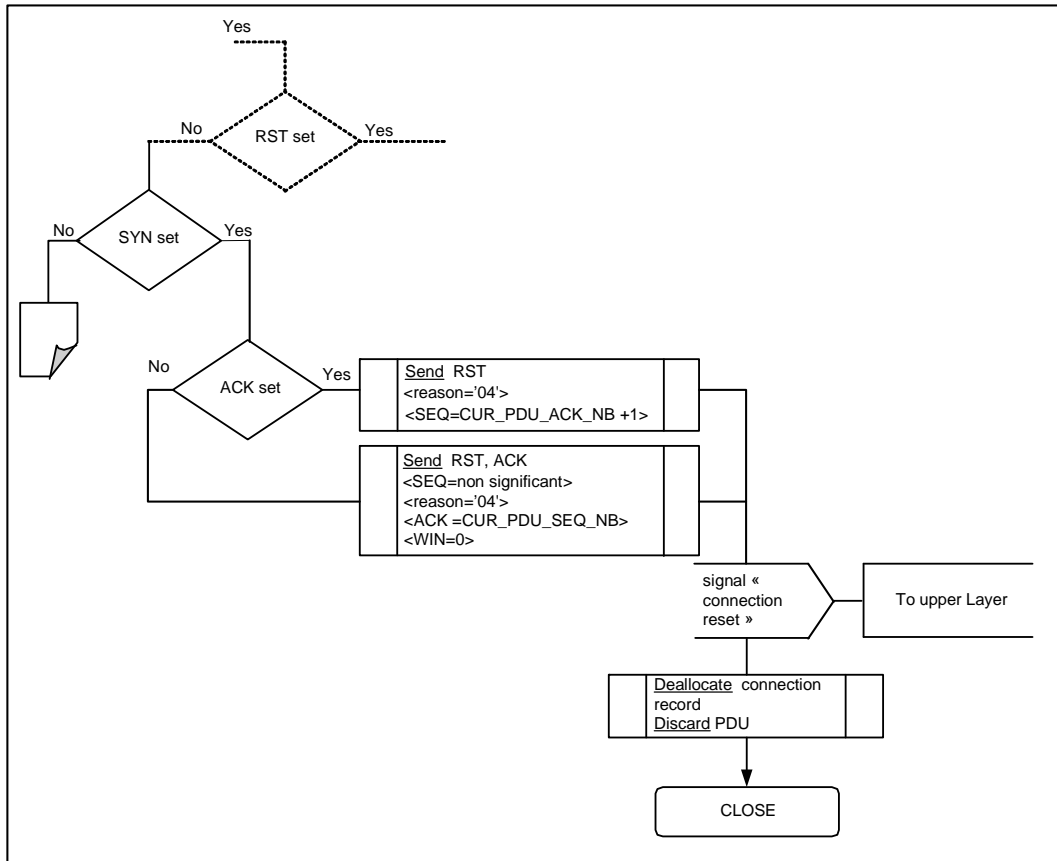 Yes
No
RST set
Yes
No
SYN set
Yes
No
ACK set
Yes
Send RST
<reason='04'>
<SEQ=CUR_PDU_ACK_NB +1>
Send RST, ACK
<SEQ=non significant>
<reason='04'>
<ACK =CUR_PDU_SEQ_NB>
<WIN=0>
signal «
connection
reset »
To upper Layer
Deallocate connection
record
Discard PDU
CLOSE